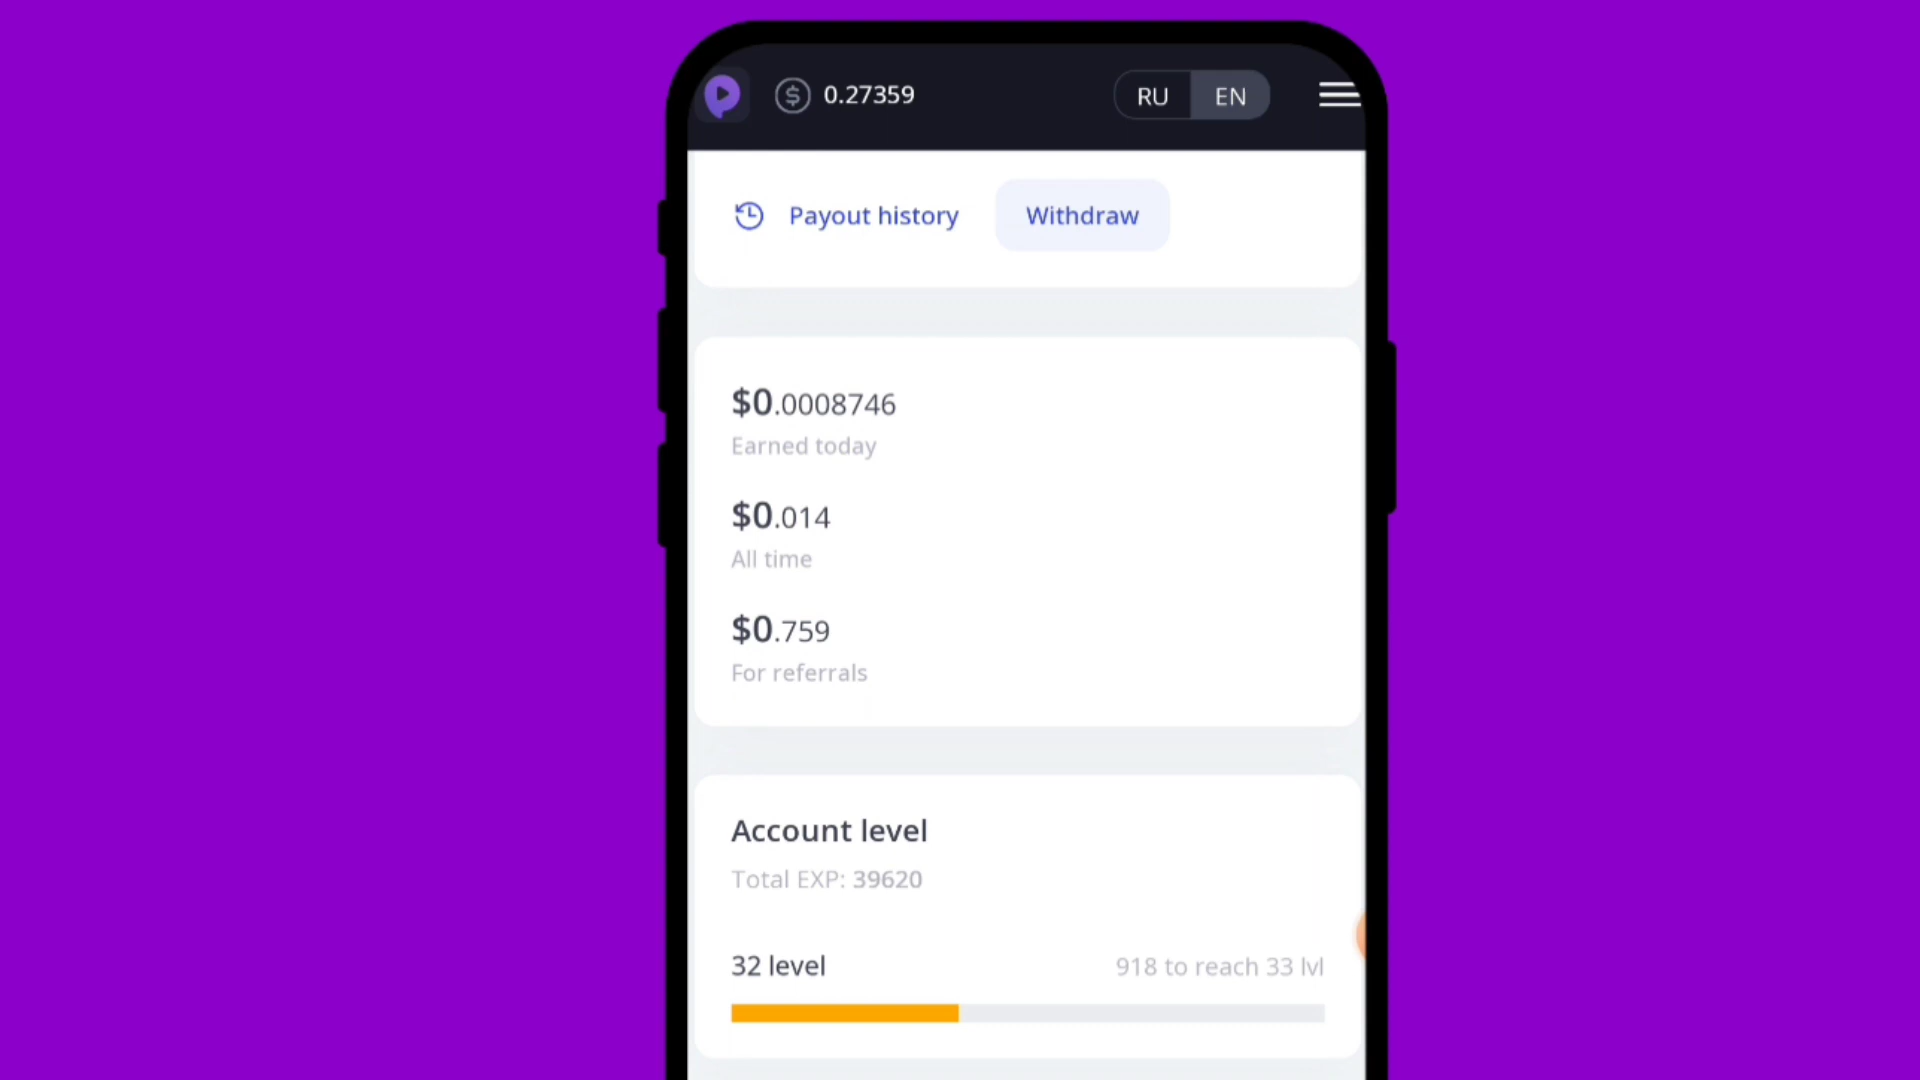 0.27359
RU EN
Payout history Withdraw
$0.0008746
Earned today
$0.014
All time
$0.759
For referrals
Account level
Total EXP: 39620
32 level 918 to reach 33 lvl